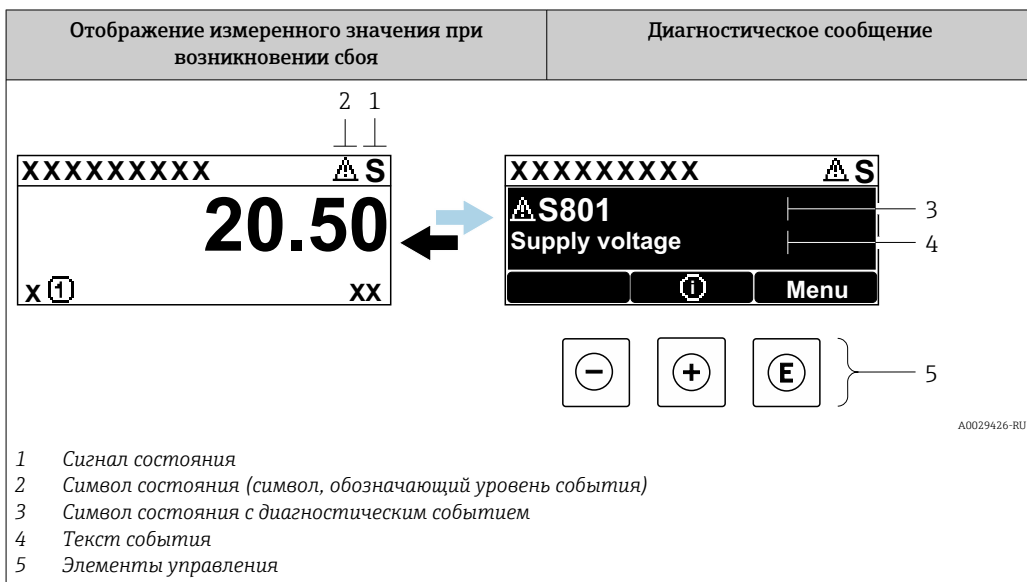 Отображение измеренного значения при
возникновении сбоя
Диагностическое сообщение
2 1
XXXXXXXXX ⚠ S
20.50
X ① XX
XXXXXXXXX ⚠ S
⚠S801
Supply voltage
ⓘ Menu
3
4
− + E
5
A0029426-RU
1 Сигнал состояния
2 Символ состояния (символ, обозначающий уровень события)
3 Символ состояния с диагностическим событием
4 Текст события
5 Элементы управления